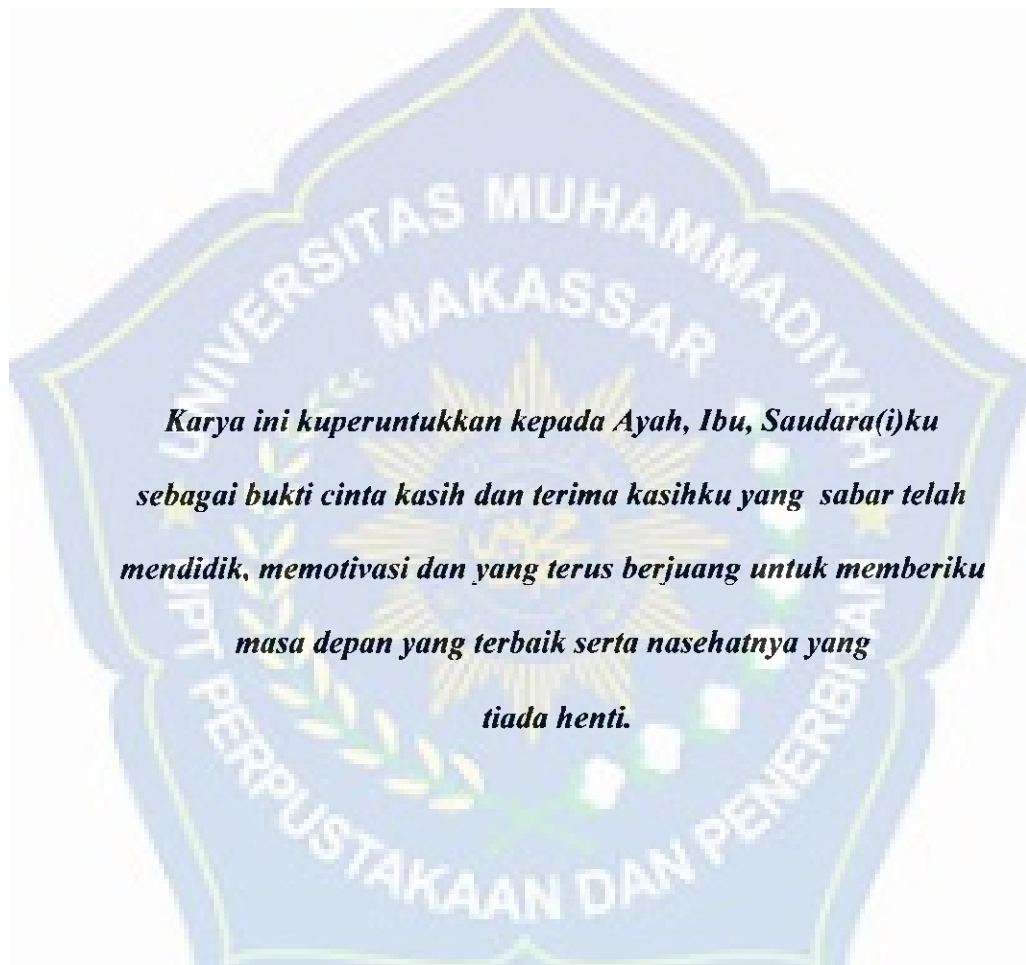 UNIVERSITAS MUHAMMADIYAH
MAKASSAR
Karya ini kuperuntukkan kepada Ayah, Ibu, Saudara(i)ku
sebagai bukti cinta kasih dan terima kasihku yang sabar telah
mendidik, memotivasi dan yang terus berjuang untuk memberiku
masa depan yang terbaik serta nasehatnya yang
tiada henti.
UPT PERPUSTAKAAN DAN PENERBITAN